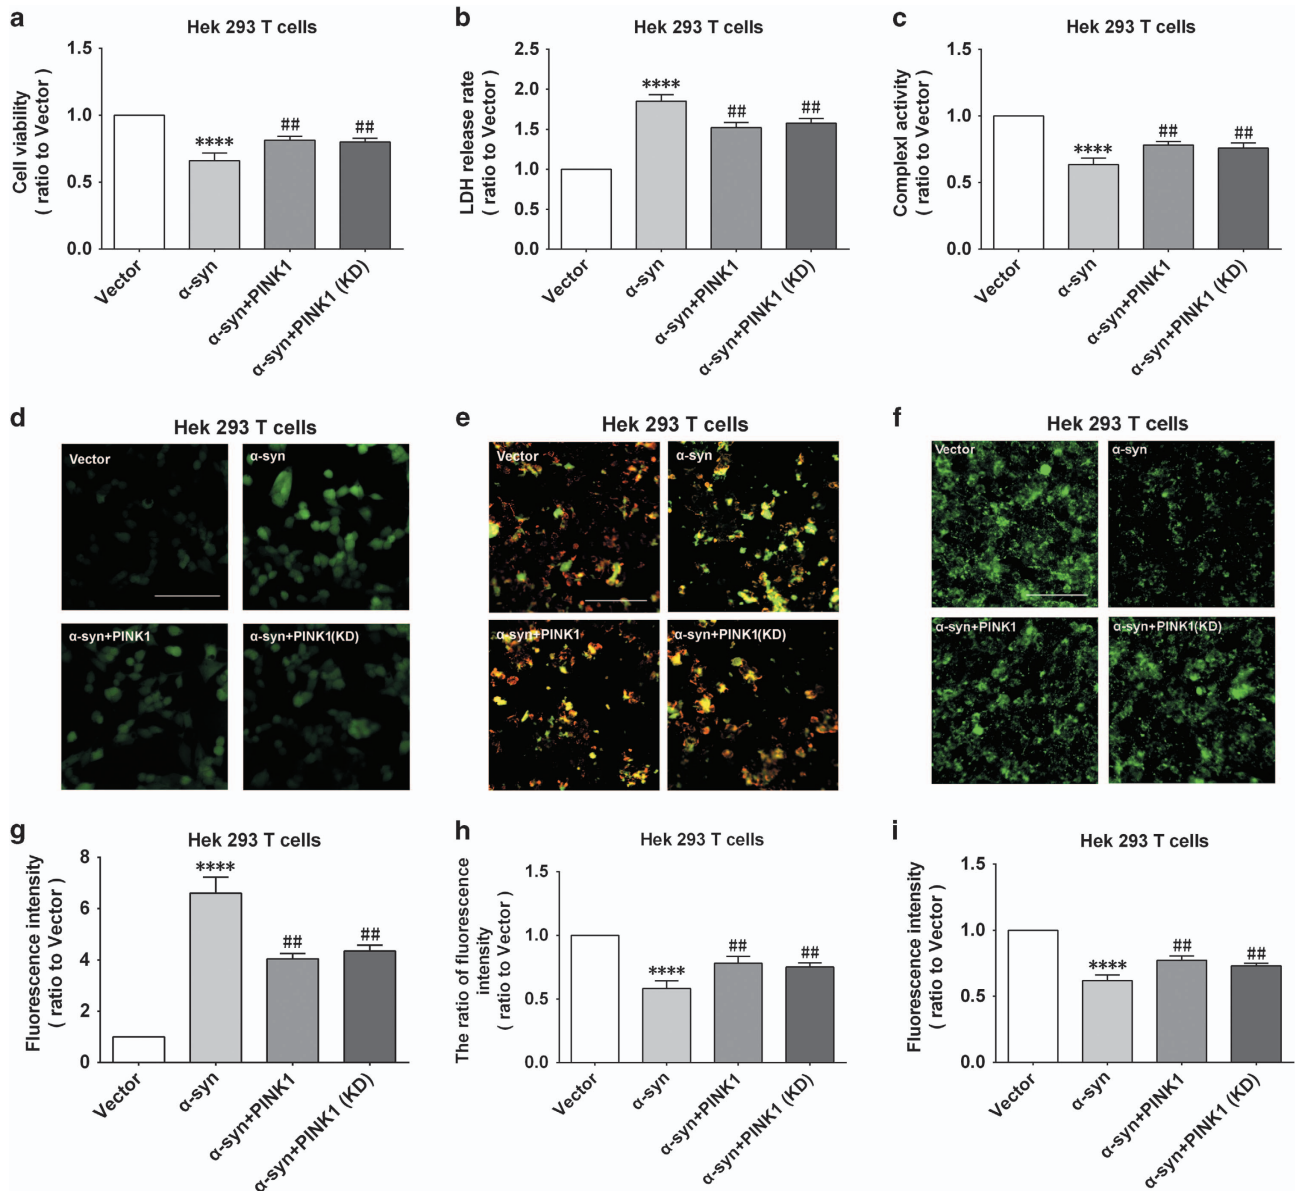 a
Hek 293 T cells
Cell viability
( ratio to Vector )
1.5
1.0
0.5
0.0
****
##
##
Vector
α-syn
α-syn+PINK1
α-syn+PINK1 (KD)
b
Hek 293 T cells
LDH release rate
( ratio to Vector )
2.5
2.0
1.5
1.0
0.5
0.0
****
##
##
Vector
α-syn
α-syn+PINK1
α-syn+PINK1 (KD)
c
Hek 293 T cells
ComplexI activity
( ratio to Vector )
1.5
1.0
0.5
0.0
****
##
##
Vector
α-syn
α-syn+PINK1
α-syn+PINK1 (KD)
d
Hek 293 T cells
Vector
α-syn
α-syn+PINK1
α-syn+PINK1(KD)
e
Hek 293 T cells
Vector
α-syn
α-syn+PINK1
α-syn+PINK1(KD)
f
Hek 293 T cells
Vector
α-syn
α-syn+PINK1
α-syn+PINK1(KD)
g
Hek 293 T cells
Fluorescence intensity
( ratio to Vector )
8
6
4
2
0
****
##
##
Vector
α-syn
α-syn+PINK1
α-syn+PINK1 (KD)
h
Hek 293 T cells
The ratio of fluorescence
intensity
( ratio to Vector )
1.5
1.0
0.5
0.0
****
##
##
Vector
α-syn
α-syn+PINK1
α-syn+PINK1 (KD)
i
Hek 293 T cells
Fluorescence intensity
( ratio to Vector )
1.5
1.0
0.5
0.0
****
##
##
Vector
α-syn
α-syn+PINK1
α-syn+PINK1 (KD)